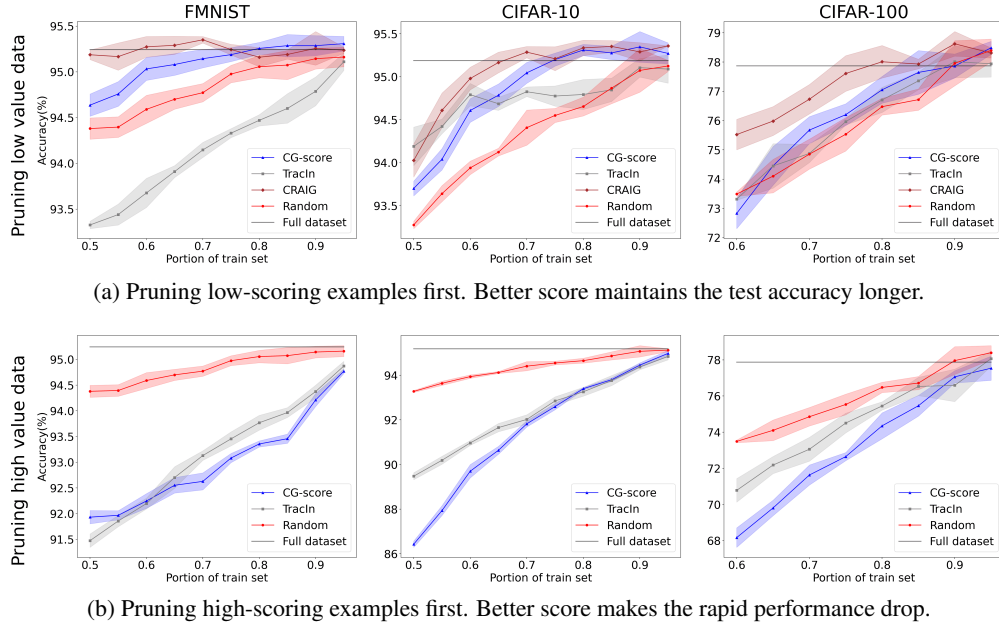 FMNIST CIFAR-10 CIFAR-100
Pruning low value data
Accuracy(%)
95.5
95.0
94.5
94.0
93.5
0.5 0.6 0.7 0.8 0.9
Portion of train set
CG-score
TracIn
CRAIG
Random
Full dataset
95.5
95.0
94.5
94.0
93.5
0.5 0.6 0.7 0.8 0.9
Portion of train set
CG-score
TracIn
CRAIG
Random
Full dataset
79
78
77
76
75
74
73
72
0.6 0.7 0.8 0.9
Portion of train set
CG-score
TracIn
CRAIG
Random
Full dataset
(a) Pruning low-scoring examples first. Better score maintains the test accuracy longer.
Pruning high value data
Accuracy(%)
95.0
94.5
94.0
93.5
93.0
92.5
92.0
91.5
0.5 0.6 0.7 0.8 0.9
Portion of train set
CG-score
TracIn
Random
Full dataset
94
92
90
88
86
0.5 0.6 0.7 0.8 0.9
Portion of train set
CG-score
TracIn
Random
Full dataset
78
76
74
72
70
68
0.6 0.7 0.8 0.9
Portion of train set
CG-score
TracIn
Random
Full dataset
(b) Pruning high-scoring examples first. Better score makes the rapid performance drop.